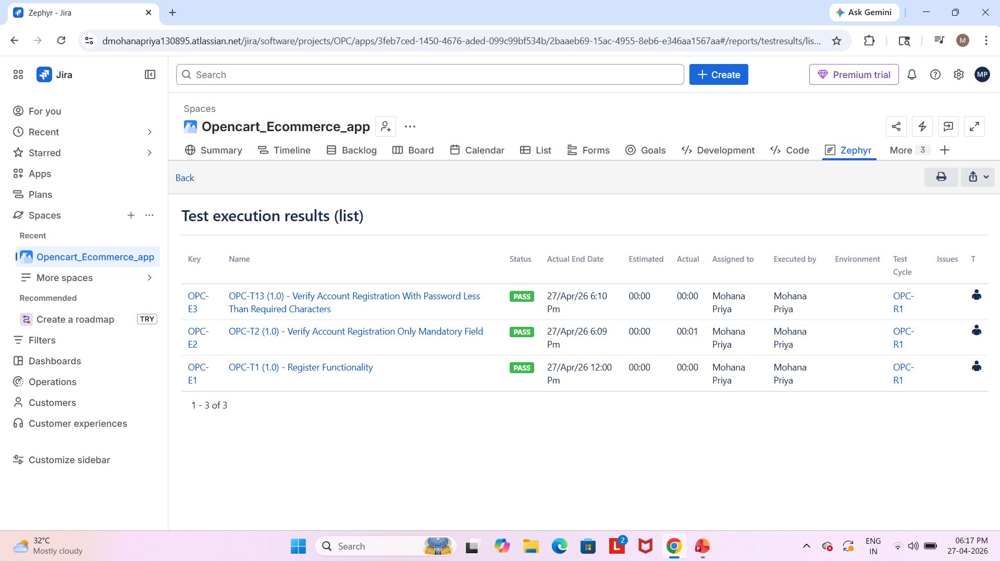 Zephyr - Jira
Ask Gemini
dmohanapriya130895.atlassian.net/jira/software/projects/OPC/apps/3feb7ced-1450-4676-aded-099c99bf534b/2baaeb69-15ac-4955-8eb6-e346aa1567aa#/reports/testresults/lis...
M
Jira
Search
Create
Premium trial
MP
For you
Recent
Starred
Apps
Plans
Spaces
Recent
Opencart_Ecommerce_app
More spaces
Recommended
Create a roadmap TRY
Filters
Dashboards
Operations
Customers
Customer experiences
Customize sidebar
Spaces
Opencart_Ecommerce_app
Summary Timeline Backlog Board Calendar List Forms Goals Development Code Zephyr More 3
Back
Test execution results (list)
Key Name Status Actual End Date Estimated Actual Assigned to Executed by Environment Test Cycle Issues T
OPC-E3 OPC-T13 (1.0) - Verify Account Registration With Password Less Than Required Characters PASS 27/Apr/26 6:10 Pm 00:00 00:00 Mohana Priya Mohana Priya OPC-R1
OPC-E2 OPC-T2 (1.0) - Verify Account Registration Only Mandatory Field PASS 27/Apr/26 6:09 Pm 00:00 00:01 Mohana Priya Mohana Priya OPC-R1
OPC-E1 OPC-T1 (1.0) - Register Functionality PASS 27/Apr/26 12:00 Pm 00:00 00:00 Mohana Priya Mohana Priya OPC-R1
1 - 3 of 3
32°C
Mostly cloudy
Search
L
2
P
ENG
IN
06:17 PM
27-04-2026